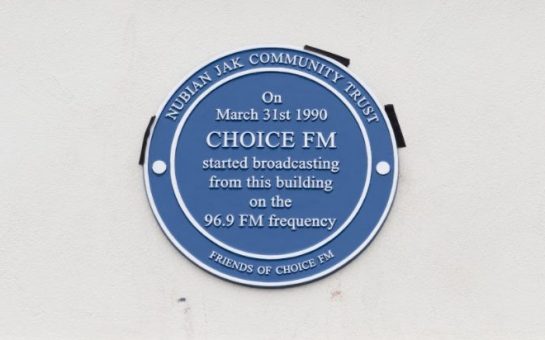 NUBIAN JAK COMMUNITY TRUST
On
March 31st 1990
CHOICE FM
started broadcasting
from this building
on the
96.9 FM frequency
FRIENDS OF CHOICE FM